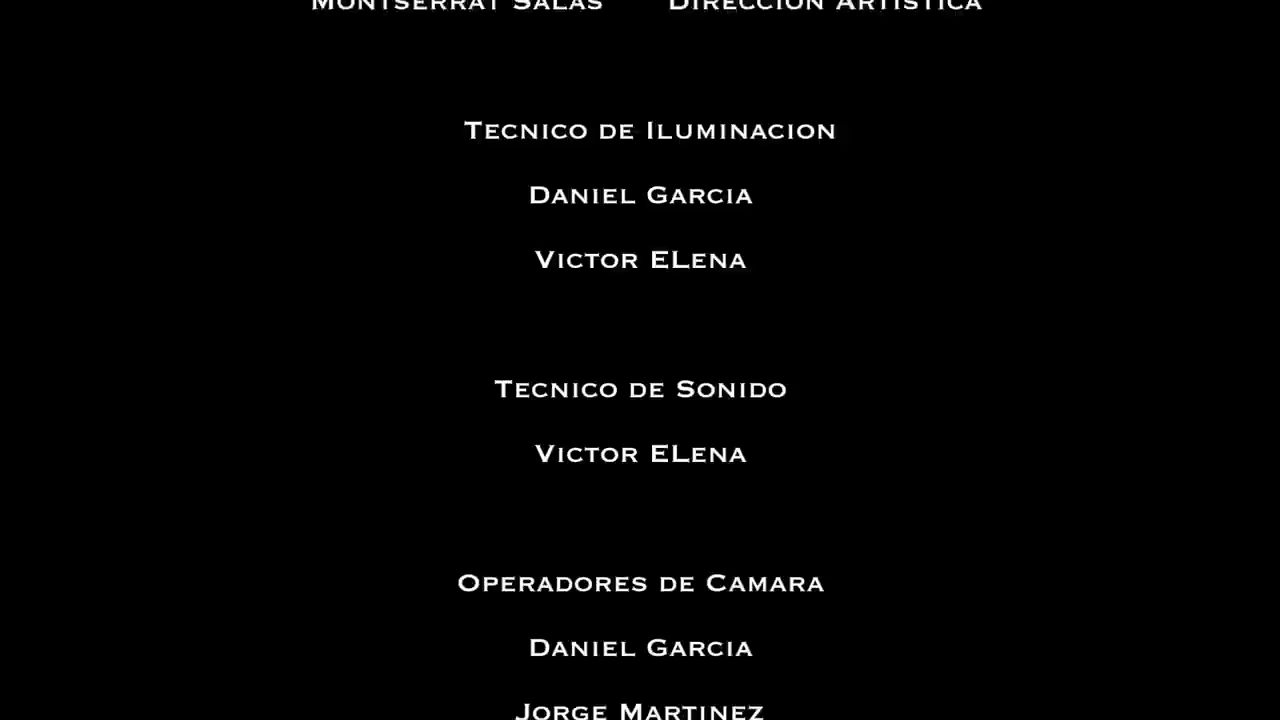 Montserrat Salas Direccion Artistica
Tecnico de Iluminacion
Daniel Garcia
Victor ELena
Tecnico de Sonido
Victor ELena
Operadores de Camara
Daniel Garcia
Jorge Martinez